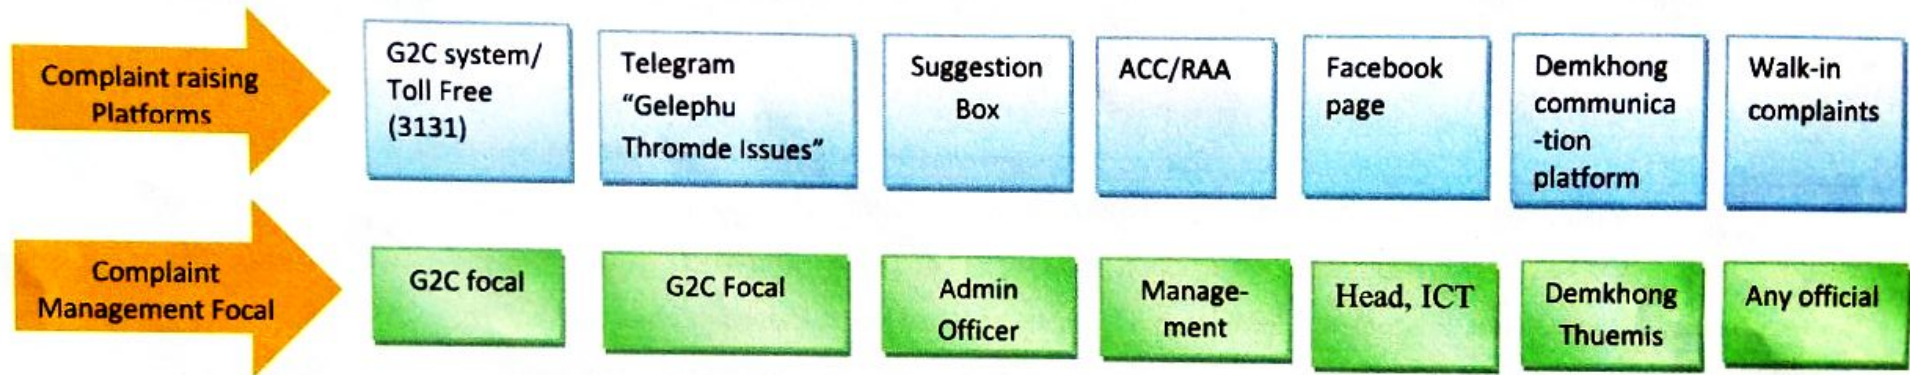 Complaint raising
Platforms
G2C system/
Toll Free
(3131)
Telegram
“Gelephu
Thromde Issues”
Suggestion
Box
ACC/RAA
Facebook
page
Demkhong
communica
-tion
platform
Walk-in
complaints
Complaint
Management Focal
G2C focal
G2C Focal
Admin
Officer
Manage-
ment
Head, ICT
Demkhong
Thuemis
Any official